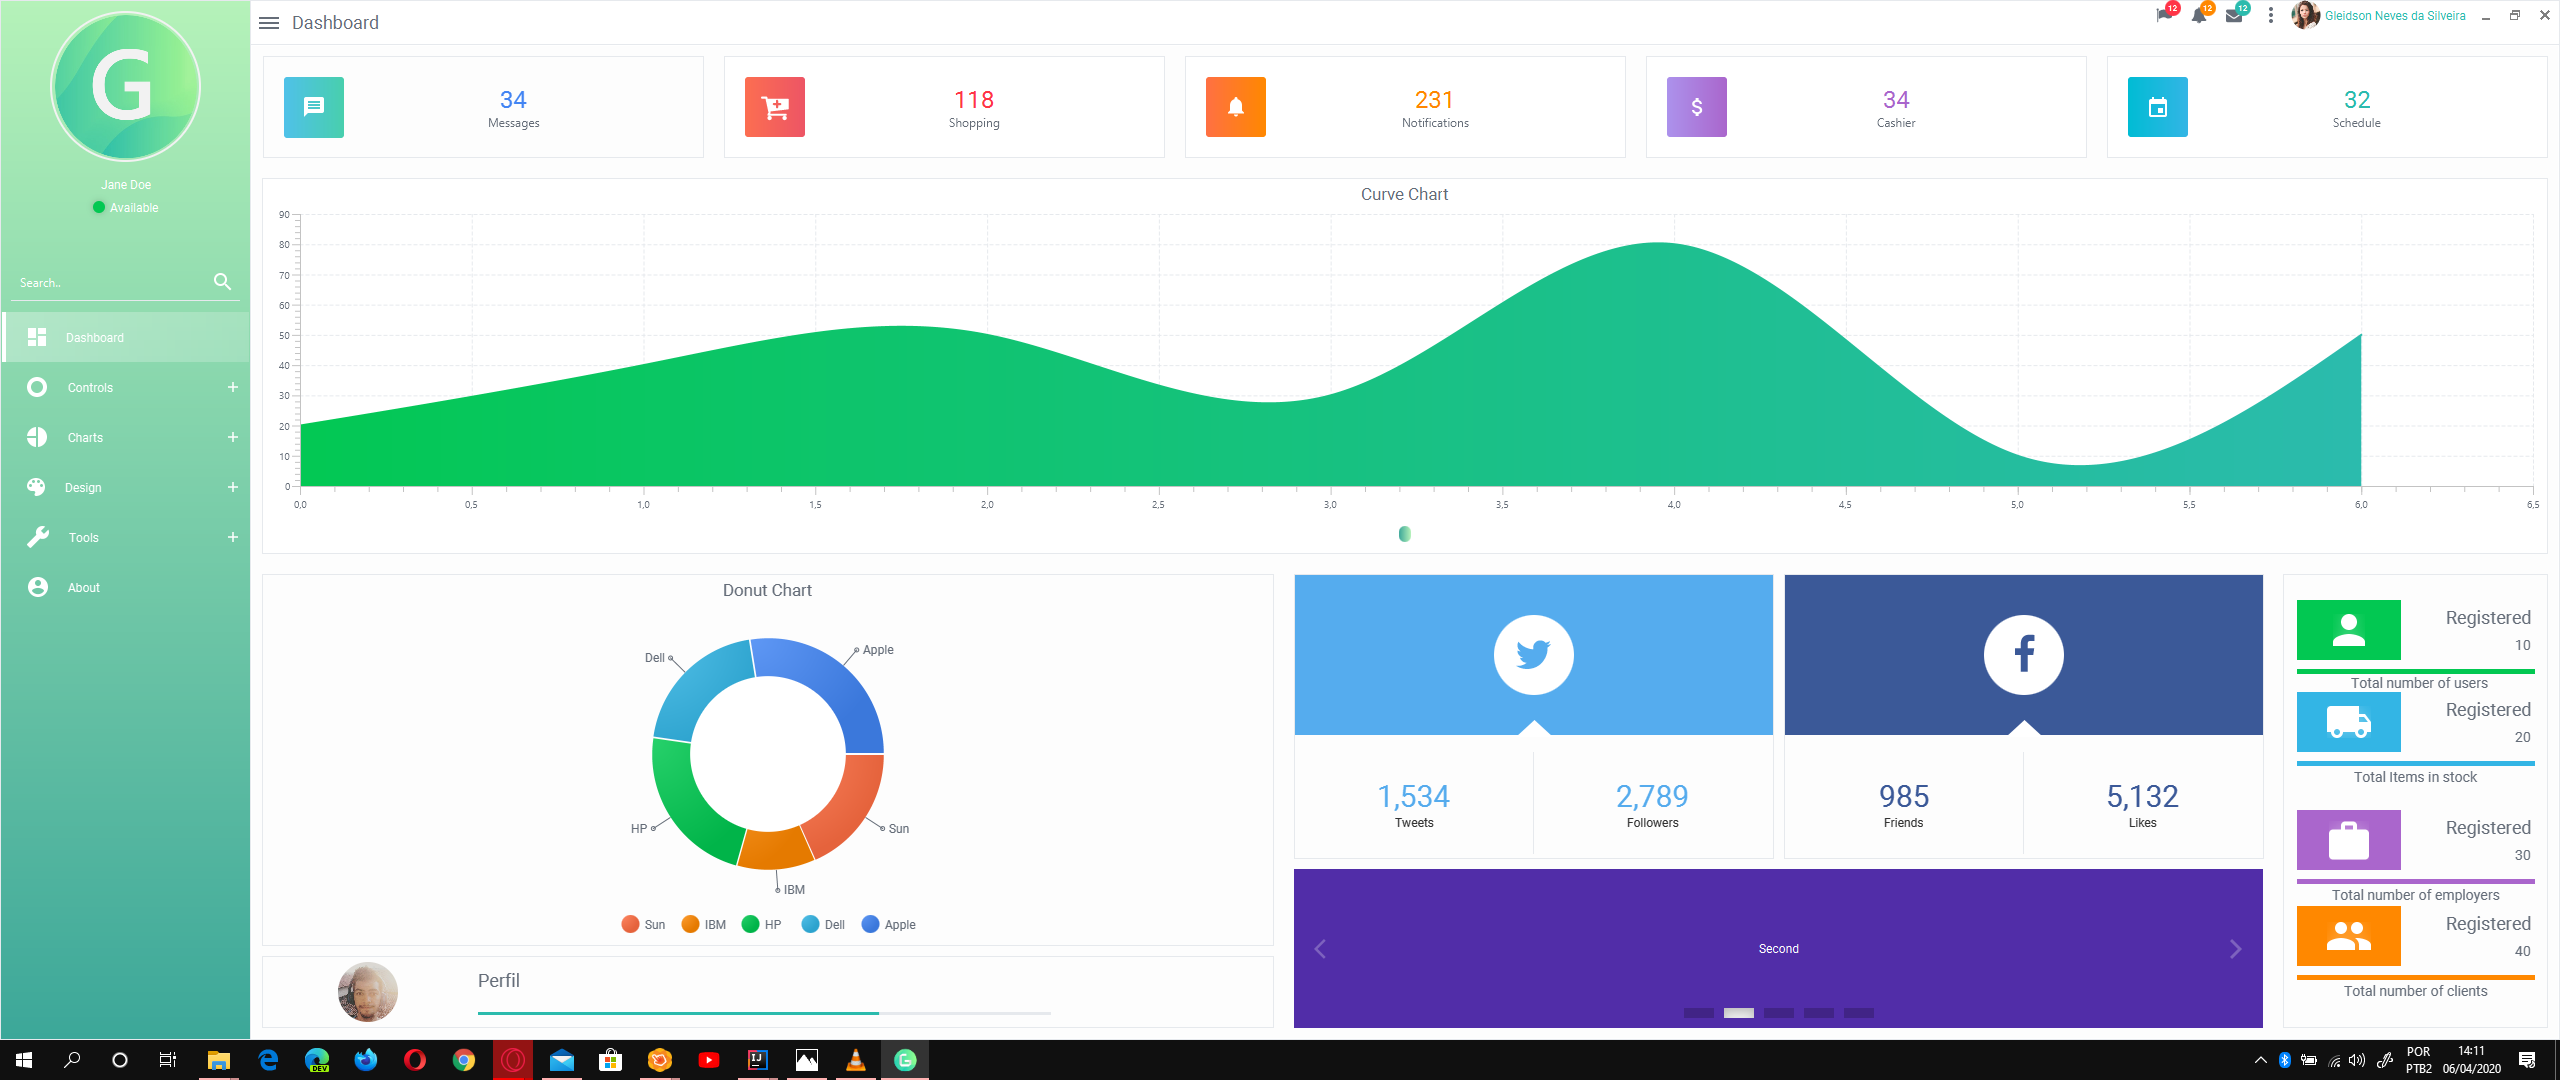 G
Jane Doe
Available
Search..
Dashboard
Controls
Charts
Design
Tools
About
Dashboard
12
12
12
Gleidson Neves da Silveira
34
Messages
118
Shopping
231
Notifications
$
34
Cashier
32
Schedule
Curve Chart
90
80
70
60
50
40
30
20
10
0
0,0 0,5 1,0 1,5 2,0 2,5 3,0 3,5 4,0 4,5 5,0 5,5 6,0 6,5
Donut Chart
Apple
Dell
HP
Sun
IBM
Sun IBM HP Dell Apple
Perfil
1,534
Tweets
2,789
Followers
f
985
Friends
5,132
Likes
Second
Registered
10
Total number of users
Registered
20
Total Items in stock
Registered
30
Total number of employers
Registered
40
Total number of clients
DEV
IJ
G
POR
PTB2
14:11
06/04/2020